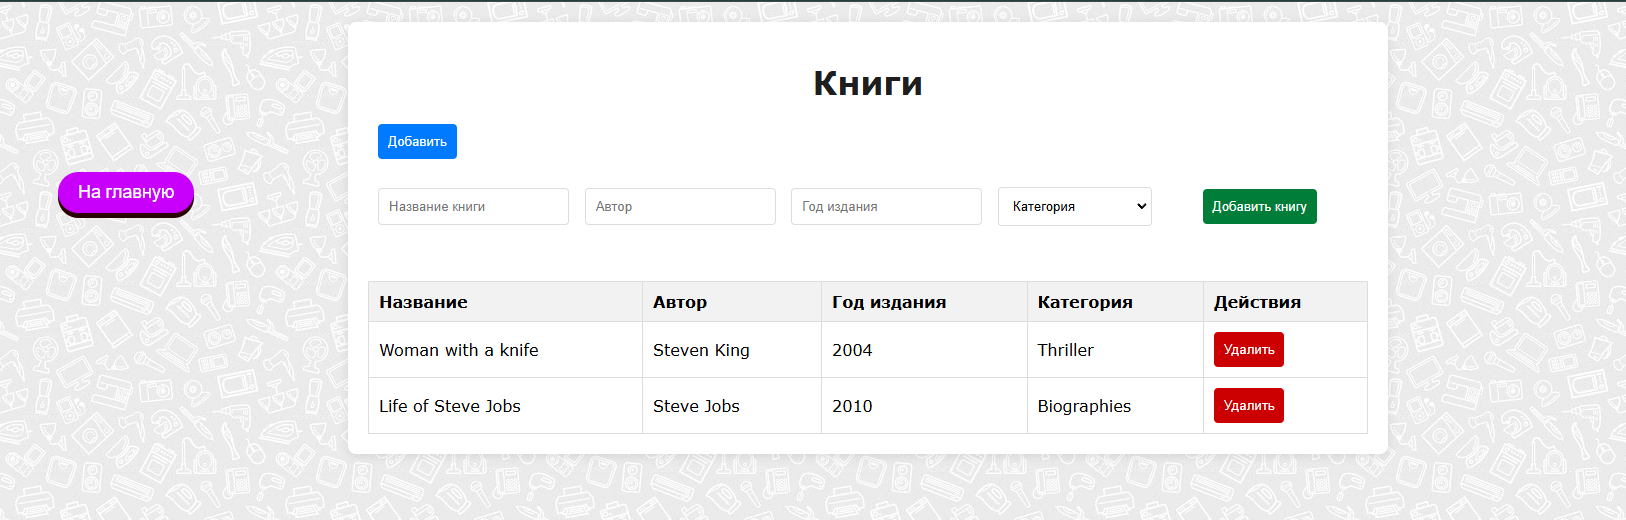 Книги
Добавить
На главную
Название книги Автор Год издания Категория Добавить книгу
Название Автор Год издания Категория Действия
Woman with a knife Steven King 2004 Thriller Удалить
Life of Steve Jobs Steve Jobs 2010 Biographies Удалить